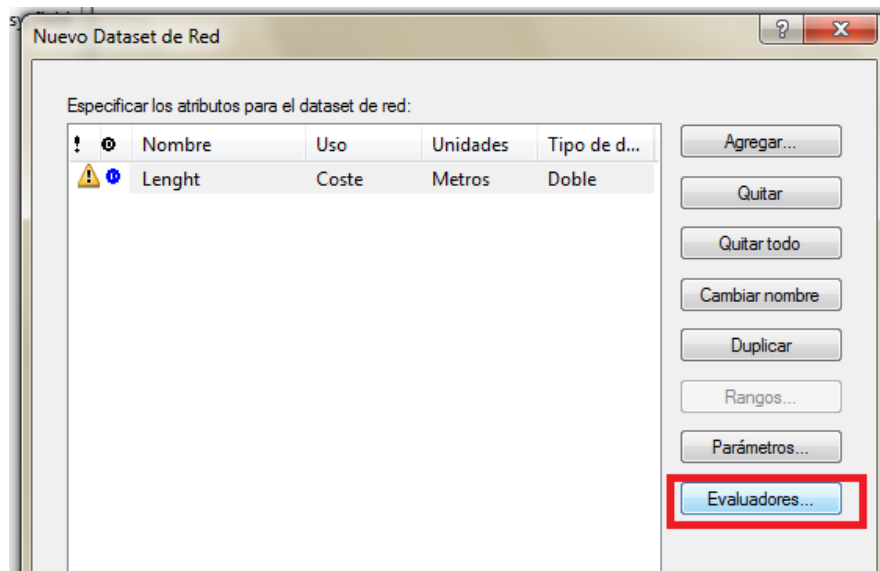 Nuevo Dataset de Red
?
Especificar los atributos para el dataset de red:
! Nombre Uso Unidades Tipo de d...
Lenght Coste Metros Doble
Agregar...
Quitar
Quitar todo
Cambiar nombre
Duplicar
Rangos...
Parámetros...
Evaluadores...